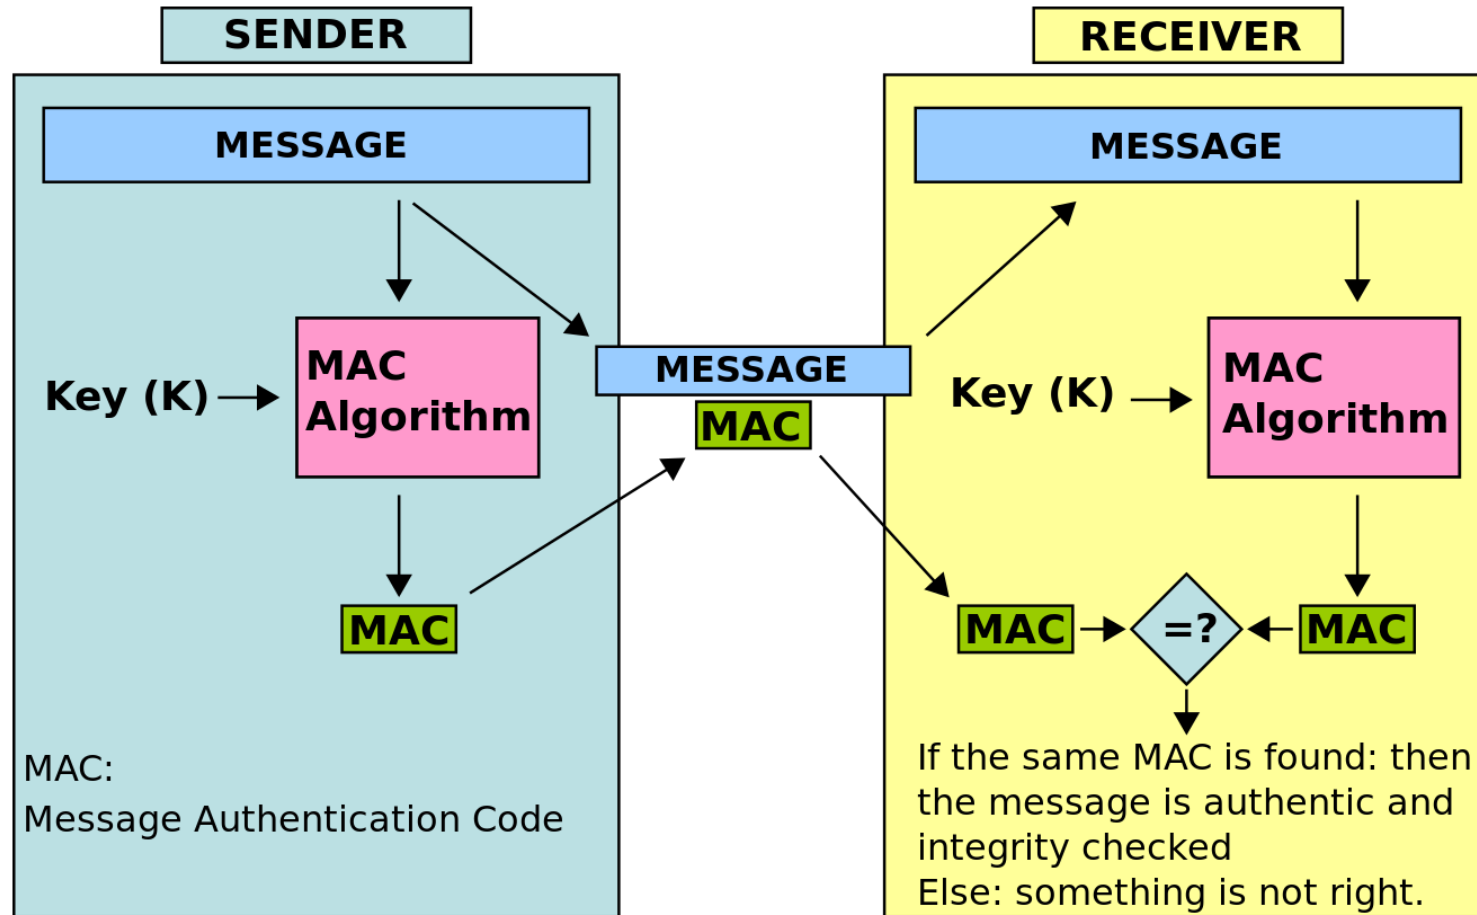 SENDER
MESSAGE
Key (K)
MAC
Algorithm
MAC
MAC:
Message Authentication Code
MESSAGE
MAC
RECEIVER
MESSAGE
Key (K)
MAC
Algorithm
MAC
=?
MAC
If the same MAC is found: then
the message is authentic and
integrity checked
Else: something is not right.